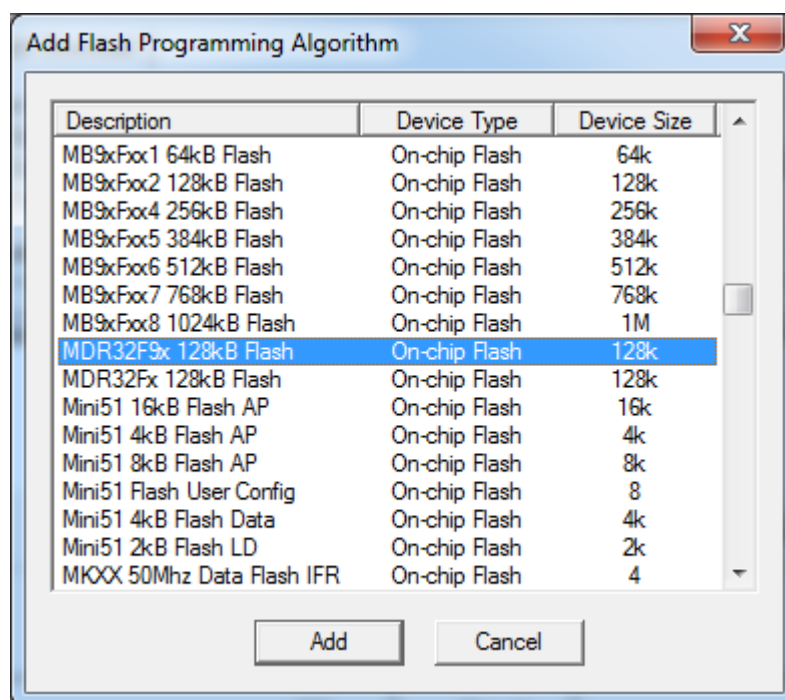 Add Flash Programming Algorithm
Description Device Type Device Size
MB9xFxx1 64kB Flash On-chip Flash 64k
MB9xFxx2 128kB Flash On-chip Flash 128k
MB9xFxx4 256kB Flash On-chip Flash 256k
MB9xFxx5 384kB Flash On-chip Flash 384k
MB9xFxx6 512kB Flash On-chip Flash 512k
MB9xFxx7 768kB Flash On-chip Flash 768k
MB9xFxx8 1024kB Flash On-chip Flash 1M
MDR32F9x 128kB Flash On-chip Flash 128k
MDR32Fx 128kB Flash On-chip Flash 128k
Mini51 16kB Flash AP On-chip Flash 16k
Mini51 4kB Flash AP On-chip Flash 4k
Mini51 8kB Flash AP On-chip Flash 8k
Mini51 Flash User Config On-chip Flash 8
Mini51 4kB Flash Data On-chip Flash 4k
Mini51 2kB Flash LD On-chip Flash 2k
MKXX 50Mhz Data Flash IFR On-chip Flash 4
Add Cancel